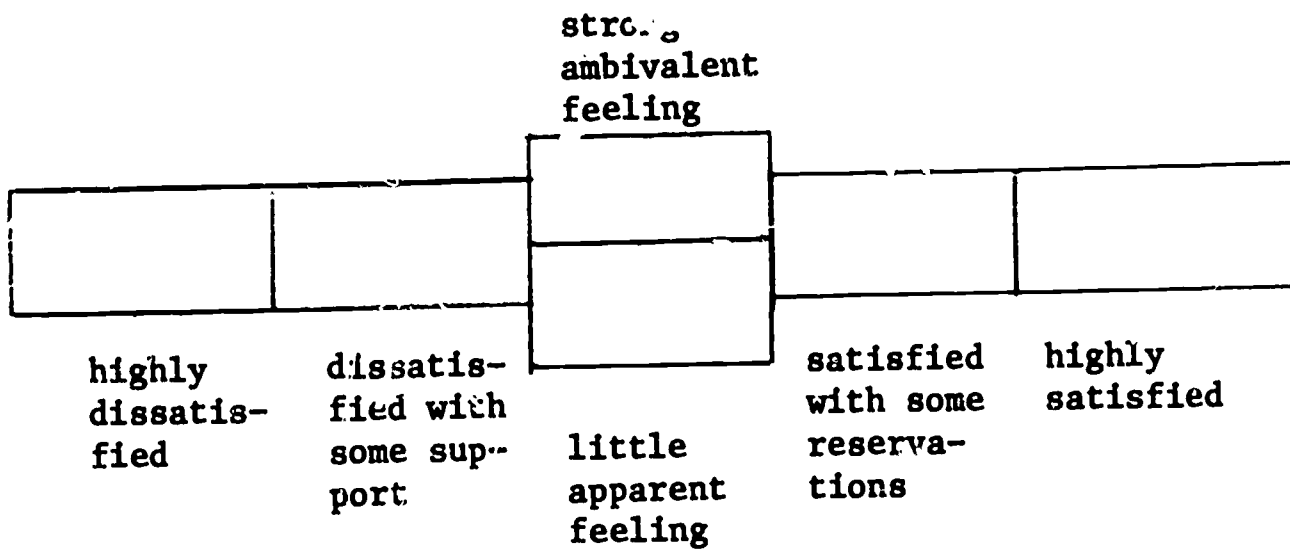 strong
ambivalent
feeling
highly
dissatis-
fied
dissatis-
fied with
some sup-
port
little
apparent
feeling
satisfied
with some
reserva-
tions
highly
satisfied